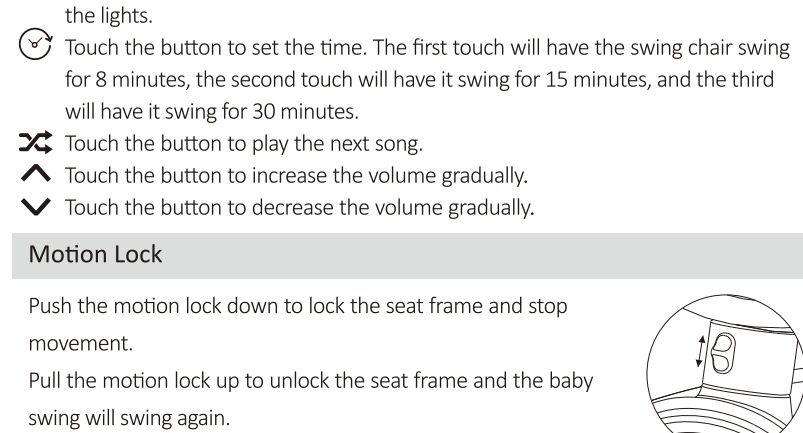 the lights.
Touch the button to set the time. The first touch will have the swing chair swing
for 8 minutes, the second touch will have it swing for 15 minutes, and the third
will have it swing for 30 minutes.
Touch the button to play the next song.
Touch the button to increase the volume gradually.
Touch the button to decrease the volume gradually.
Motion Lock
Push the motion lock down to lock the seat frame and stop
movement.
Pull the motion lock up to unlock the seat frame and the baby
swing will swing again.